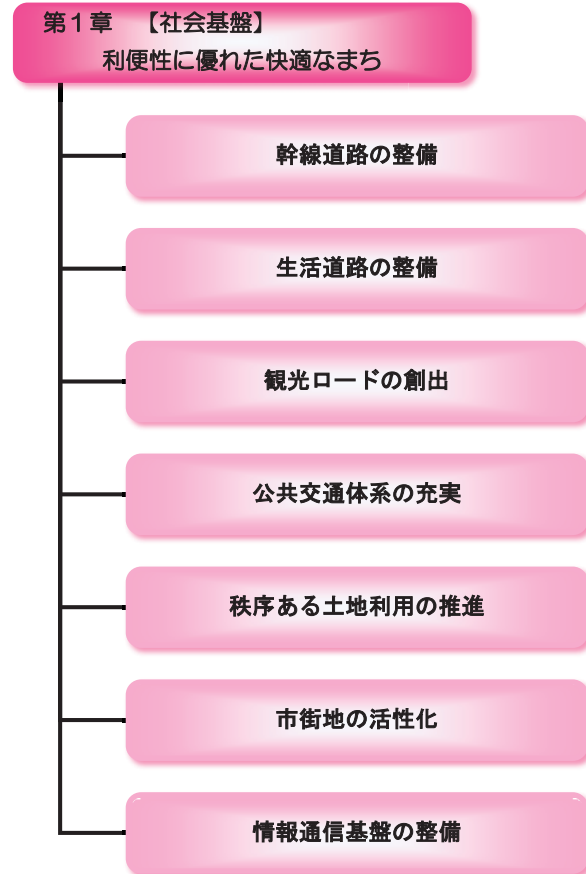 第1章 【社会基盤】
利便性に優れた快適なまち
幹線道路の整備
生活道路の整備
観光ロードの創出
公共交通体系の充実
秩序ある土地利用の推進
市街地の活性化
情報通信基盤の整備